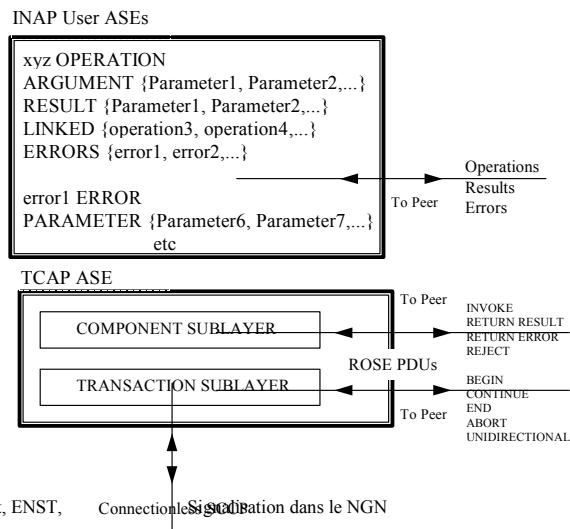 INAP User ASEs
xyz OPERATION
ARGUMENT {Parameter1, Parameter2,...}
RESULT {Parameter1, Parameter2,...}
LINKED {operation3, operation4,...}
ERRORS {error1, error2,...}
error1 ERROR
PARAMETER {Parameter6, Parameter7,...}
etc
To Peer
Operations
Results
Errors
TCAP ASE
COMPONENT SUBLAYER
TRANSACTION SUBLAYER
To Peer
INVOKE
RETURN RESULT
RETURN ERROR
REJECT
ROSE PDUs
BEGIN
CONTINUE
END
ABORT
UNIDIRECTIONAL
To Peer
, ENST,
Connectionless SCCP
Signalisation dans le NGN